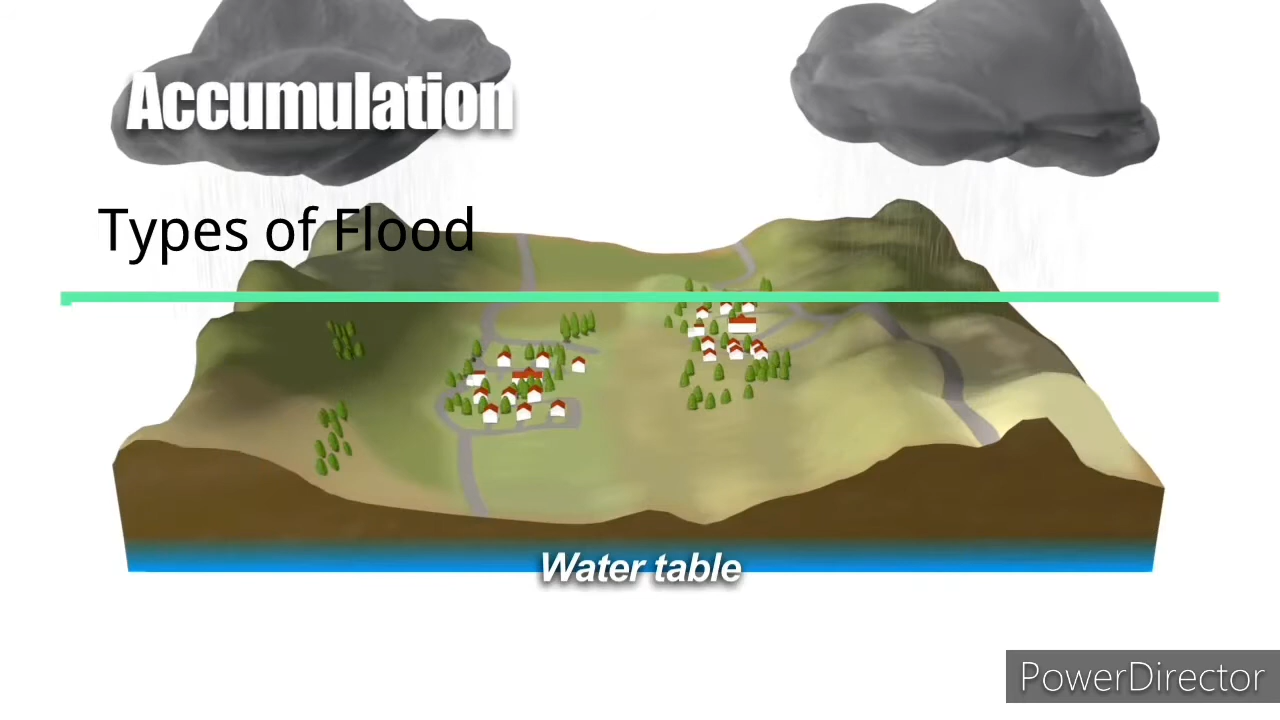 Accumulation
Types of Flood
Water table
PowerDirector